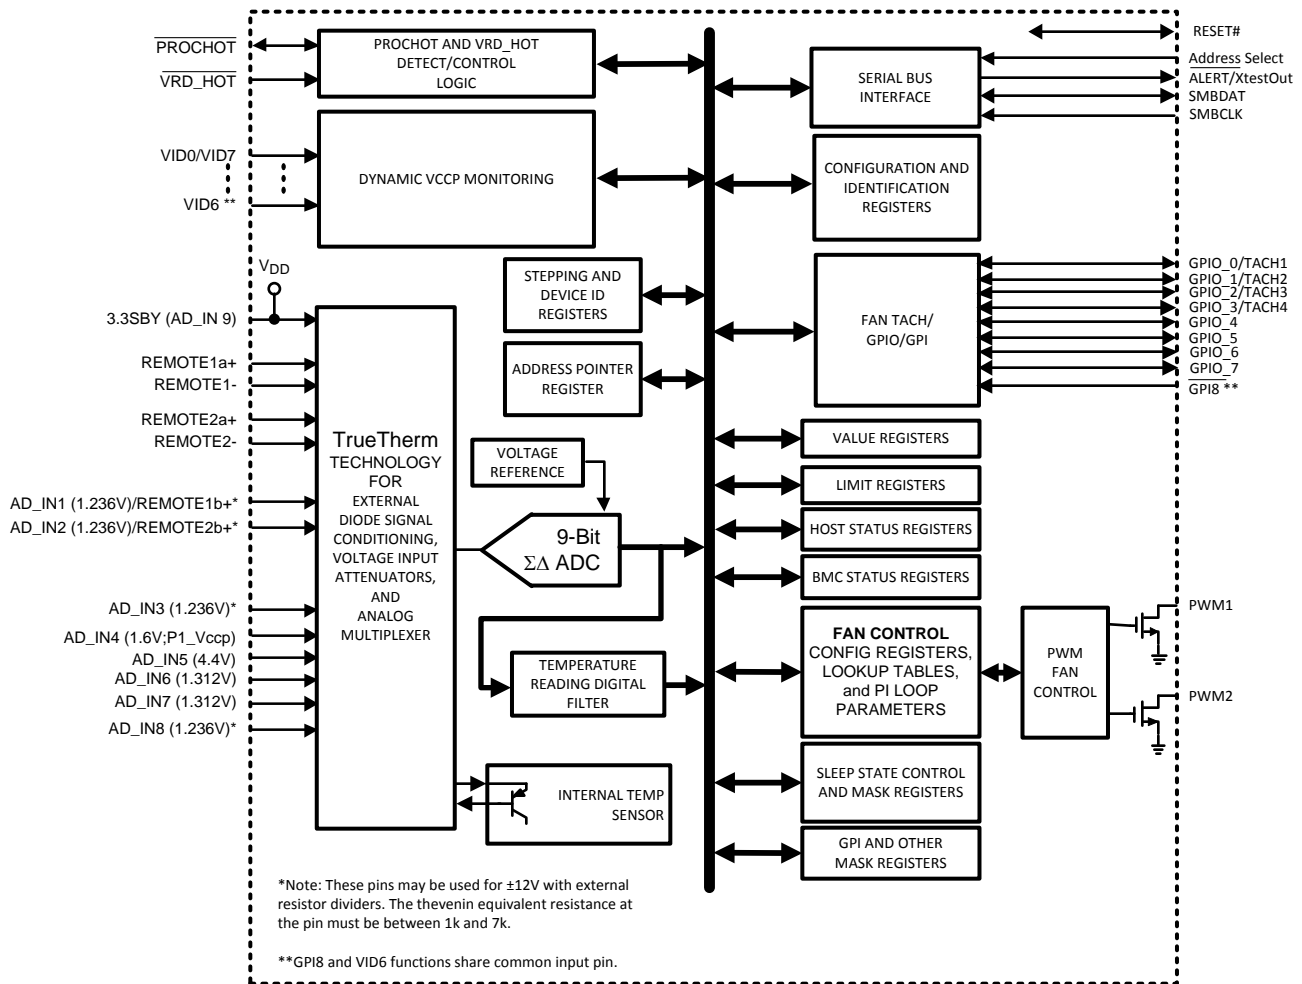 PROCHOT
VRD_HOT
VID0/VID7
VID6 **
VDD
3.3SBY (AD_IN 9)
REMOTE1a+
REMOTE1-
REMOTE2a+
REMOTE2-
AD_IN1 (1.236V)/REMOTE1b+*
AD_IN2 (1.236V)/REMOTE2b+*
AD_IN3 (1.236V)*
AD_IN4 (1.6V;P1_Vccp)
AD_IN5 (4.4V)
AD_IN6 (1.312V)
AD_IN7 (1.312V)
AD_IN8 (1.236V)*
PROCHOT AND VRD_HOT
DETECT/CONTROL
LOGIC
DYNAMIC VCCP MONITORING
STEPPING AND
DEVICE ID
REGISTERS
ADDRESS POINTER
REGISTER
TrueTherm
TECHNOLOGY
FOR
EXTERNAL
DIODE SIGNAL
CONDITIONING,
VOLTAGE INPUT
ATTENUATORS,
AND
ANALOG
MULTIPLEXER
VOLTAGE
REFERENCE
9-Bit
ΣΔ ADC
TEMPERATURE
READING DIGITAL
FILTER
INTERNAL TEMP
SENSOR
SERIAL BUS
INTERFACE
CONFIGURATION AND
IDENTIFICATION
REGISTERS
FAN TACH/
GPIO/GPI
VALUE REGISTERS
LIMIT REGISTERS
HOST STATUS REGISTERS
BMC STATUS REGISTERS
FAN CONTROL
CONFIG REGISTERS,
LOOKUP TABLES,
and PI LOOP
PARAMETERS
PWM
FAN
CONTROL
SLEEP STATE CONTROL
AND MASK REGISTERS
GPI AND OTHER
MASK REGISTERS
RESET#
Address Select
ALERT/XtestOut
SMBDAT
SMBCLK
GPIO_0/TACH1
GPIO_1/TACH2
GPIO_2/TACH3
GPIO_3/TACH4
GPIO_4
GPIO_5
GPIO_6
GPIO_7
GPI8 **
PWM1
PWM2
*Note: These pins may be used for ±12V with external
resistor dividers. The thevenin equivalent resistance at
the pin must be between 1k and 7k.
**GPI8 and VID6 functions share common input pin.